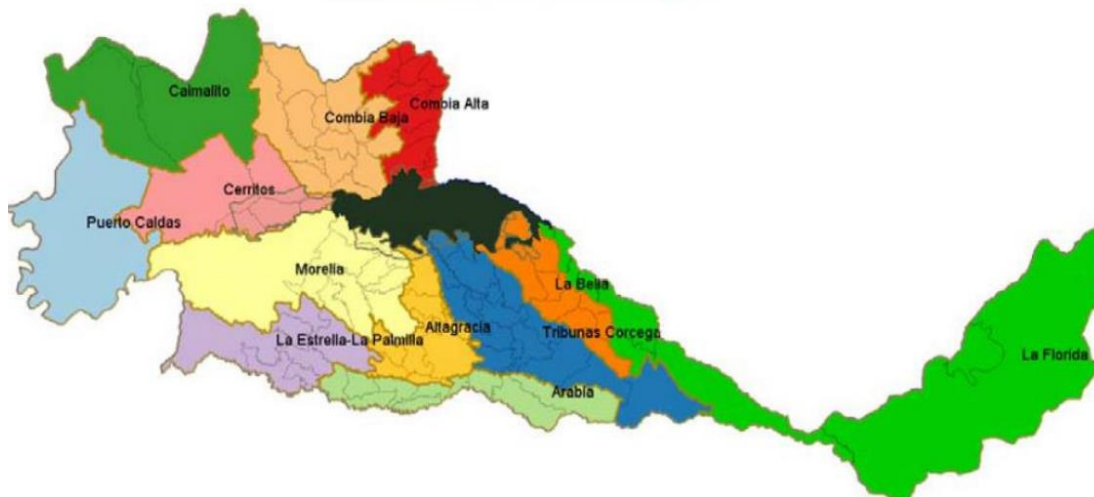 Caimalito
Combia Alta
Combía Baja
Cerritos
Puerto Caldas
Morelia
La Bella
La Estrella-La Palmilla
Altagracia
Tribunas Corcega
La Florida
Arabia